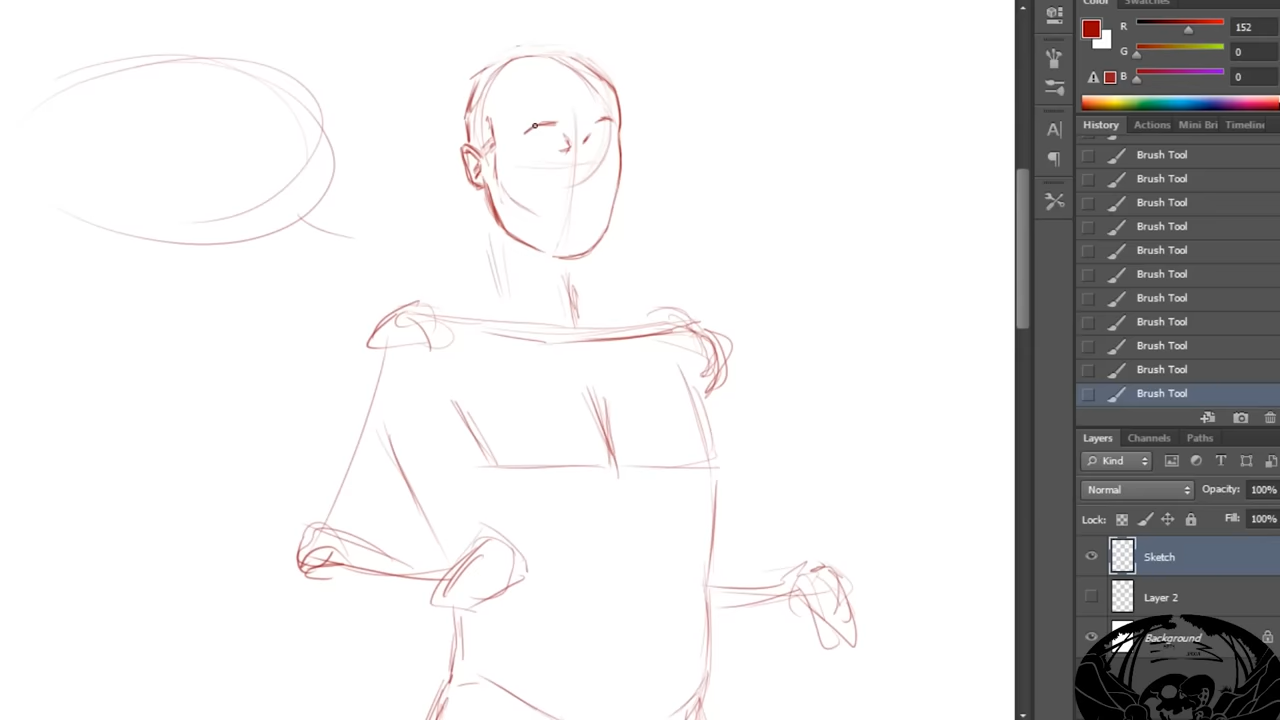 Color Swatches
R 152
G 0
B 0
History Actions Mini Bri Timeline
Brush Tool
Brush Tool
Brush Tool
Brush Tool
Brush Tool
Brush Tool
Brush Tool
Brush Tool
Brush Tool
Brush Tool
Brush Tool
Layers Channels Paths
Kind
Normal Opacity: 100%
Lock: Fill: 100%
Sketch
Layer 2
Background